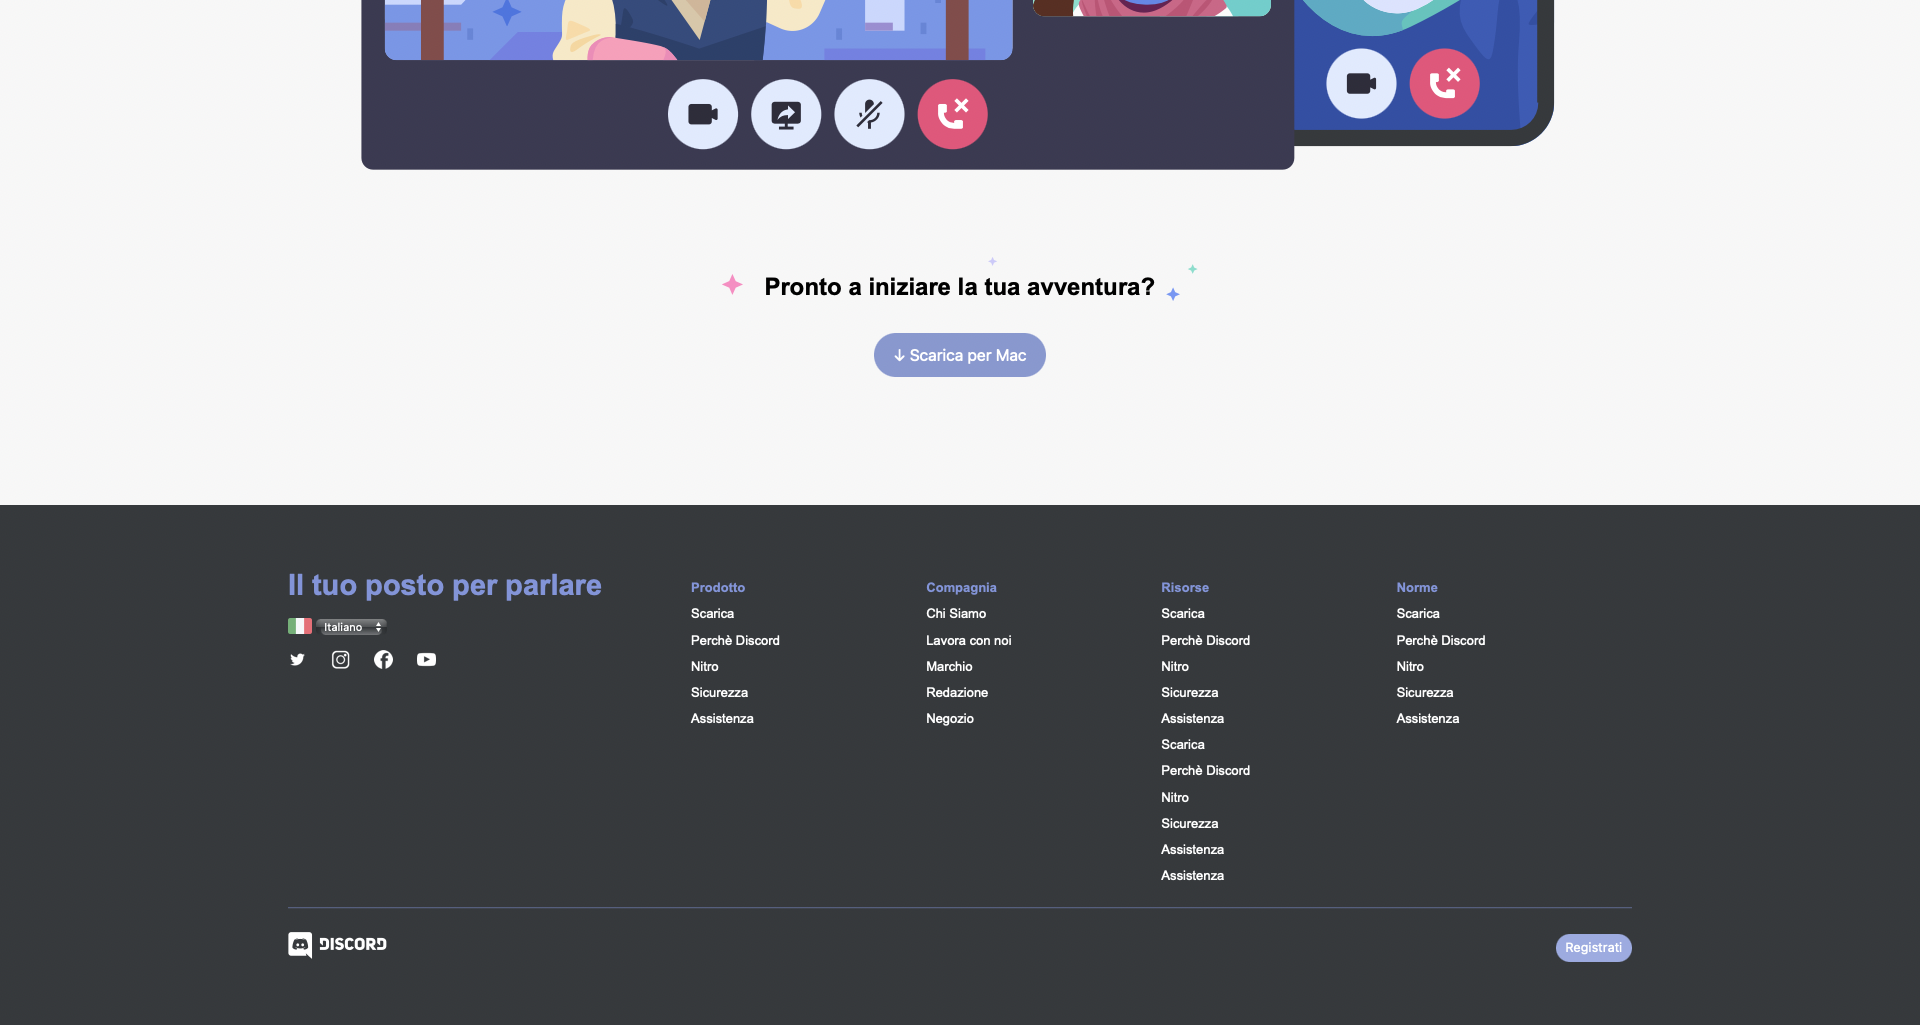 Pronto a iniziare la tua avventura?
Scarica per Mac
Il tuo posto per parlare
Italiano
Prodotto
Scarica
Perchè Discord
Nitro
Sicurezza
Assistenza
Compagnia
Chi Siamo
Lavora con noi
Marchio
Redazione
Negozio
Risorse
Scarica
Perchè Discord
Nitro
Sicurezza
Assistenza
Scarica
Perchè Discord
Nitro
Sicurezza
Assistenza
Assistenza
Norme
Scarica
Perchè Discord
Nitro
Sicurezza
Assistenza
DISCORD
Registrati